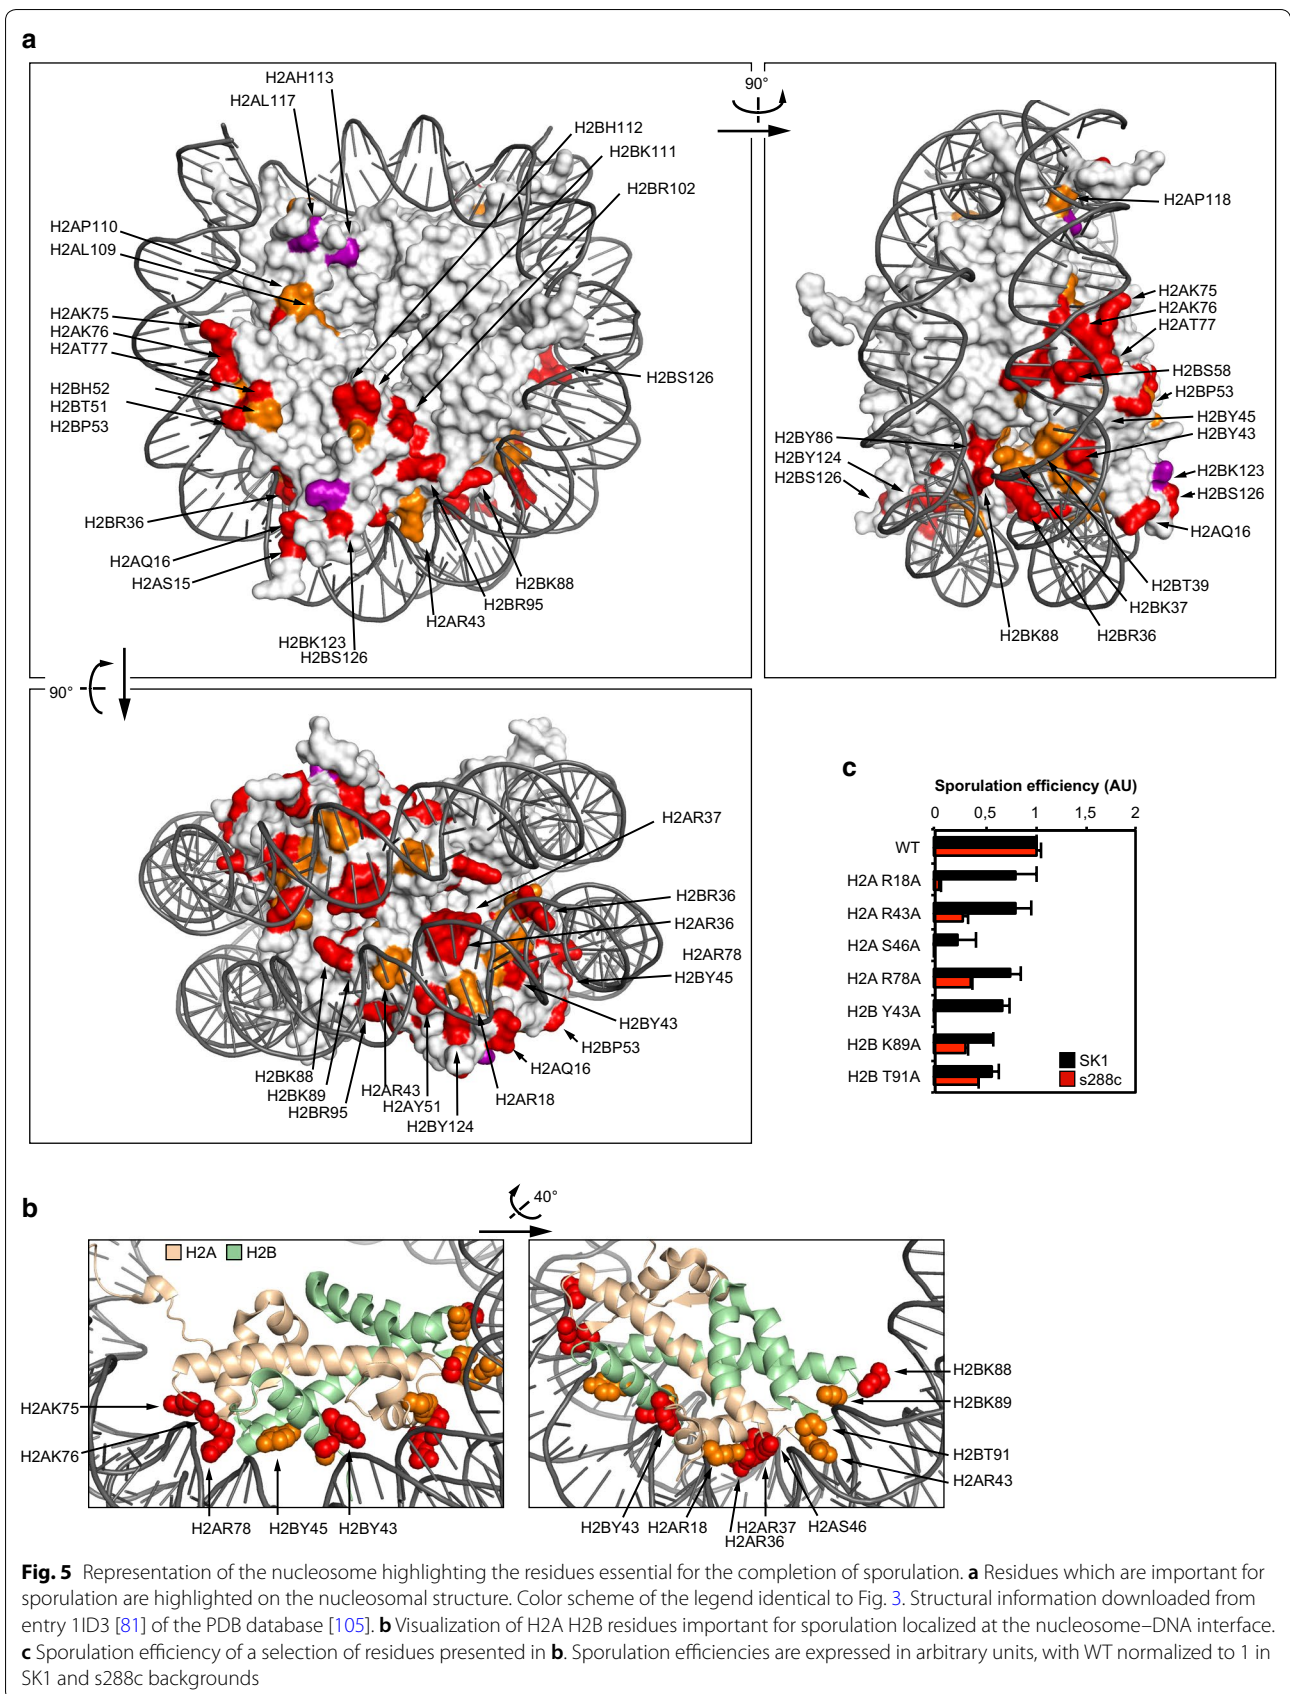 a
H2AH113
H2AL117
H2BH112
H2BK111
H2BR102
H2AP110
H2AL109
H2AK75
H2AK76
H2AT77
H2BH52
H2BT51
H2BP53
H2BS126
H2BR36
H2AQ16
H2AS15
H2BK88
H2BR95
H2AR43
H2BK123
H2BS126
90°
H2AP118
H2AK75
H2AK76
H2AT77
H2BS58
H2BP53
H2BY45
H2BY43
H2BY86
H2BY124
H2BS126
H2BK123
H2BS126
H2AQ16
H2BT39
H2BK37
H2BK88
H2BR36
90°
H2AR37
H2BR36
H2AR36
H2AR78
H2BY45
H2BY43
H2BP53
H2AQ16
H2AR18
H2BK88
H2BK89
H2BR95
H2AR43
H2AY51
H2BY124
c
Sporulation efficiency (AU)
0 0,5 1 1,5 2
WT
H2A R18A
H2A R43A
H2A S46A
H2A R78A
H2B Y43A
H2B K89A
H2B T91A
SK1
s288c
b
40°
H2A H2B
H2AK75
H2AK76
H2AR78 H2BY45 H2BY43
H2BK88
H2BK89
H2BT91
H2AR43
H2BY43 H2AR18 H2AR37 H2AS46
H2AR36
Fig. 5 Representation of the nucleosome highlighting the residues essential for the completion of sporulation. a Residues which are important for
sporulation are highlighted on the nucleosomal structure. Color scheme of the legend identical to Fig. 3. Structural information downloaded from
entry 1ID3 [81] of the PDB database [105]. b Visualization of H2A H2B residues important for sporulation localized at the nucleosome–DNA interface.
c Sporulation efficiency of a selection of residues presented in b. Sporulation efficiencies are expressed in arbitrary units, with WT normalized to 1 in
SK1 and s288c backgrounds